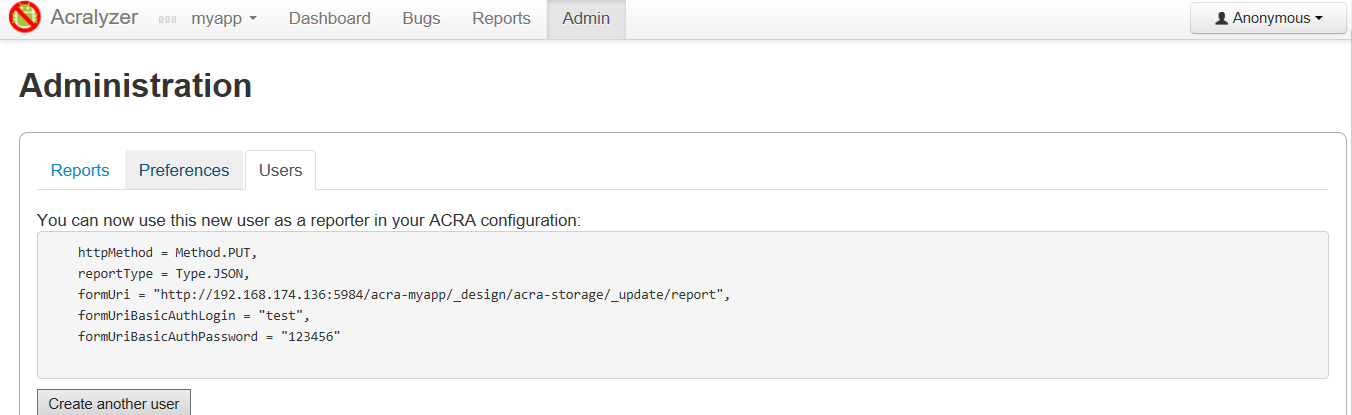 Acralyzer myapp Dashboard Bugs Reports Admin Anonymous
Administration
Reports Preferences Users
You can now use this new user as a reporter in your ACRA configuration:
httpMethod = Method.PUT,
reportType = Type.JSON,
formUri = "http://192.168.174.136:5984/acra-myapp/_design/acra-storage/_update/report",
formUriBasicAuthLogin = "test",
formUriBasicAuthPassword = "123456"
Create another user